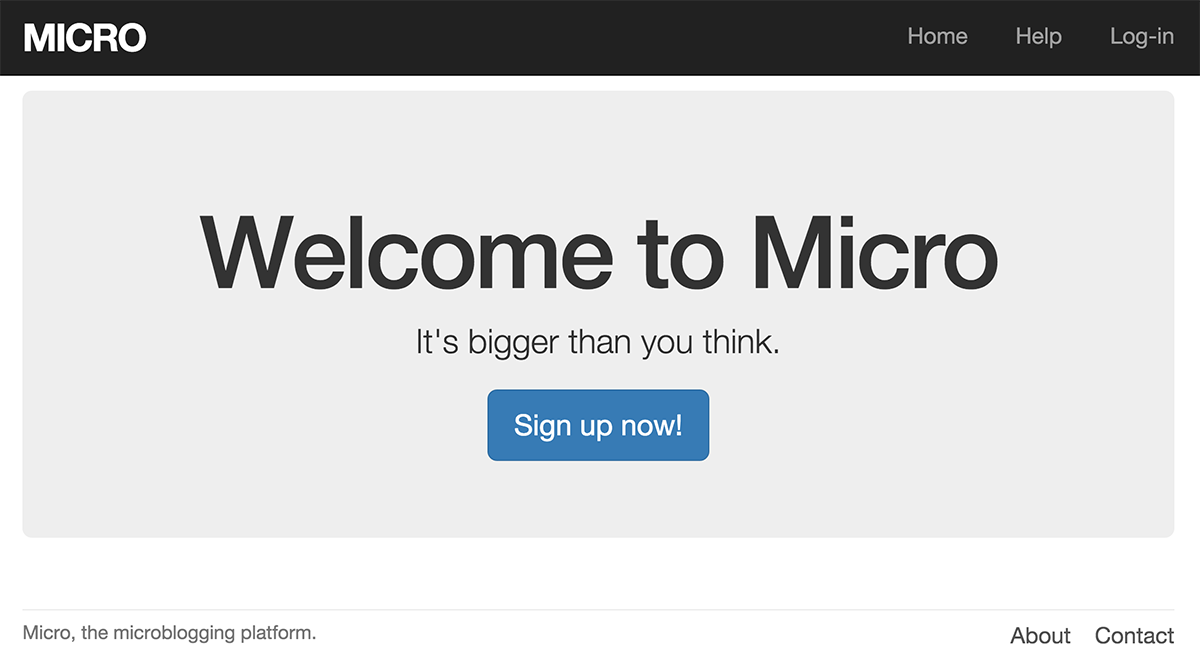 MICRO
Home Help Log-in
Welcome to Micro
It's bigger than you think.
Sign up now!
Micro, the microblogging platform.
About Contact